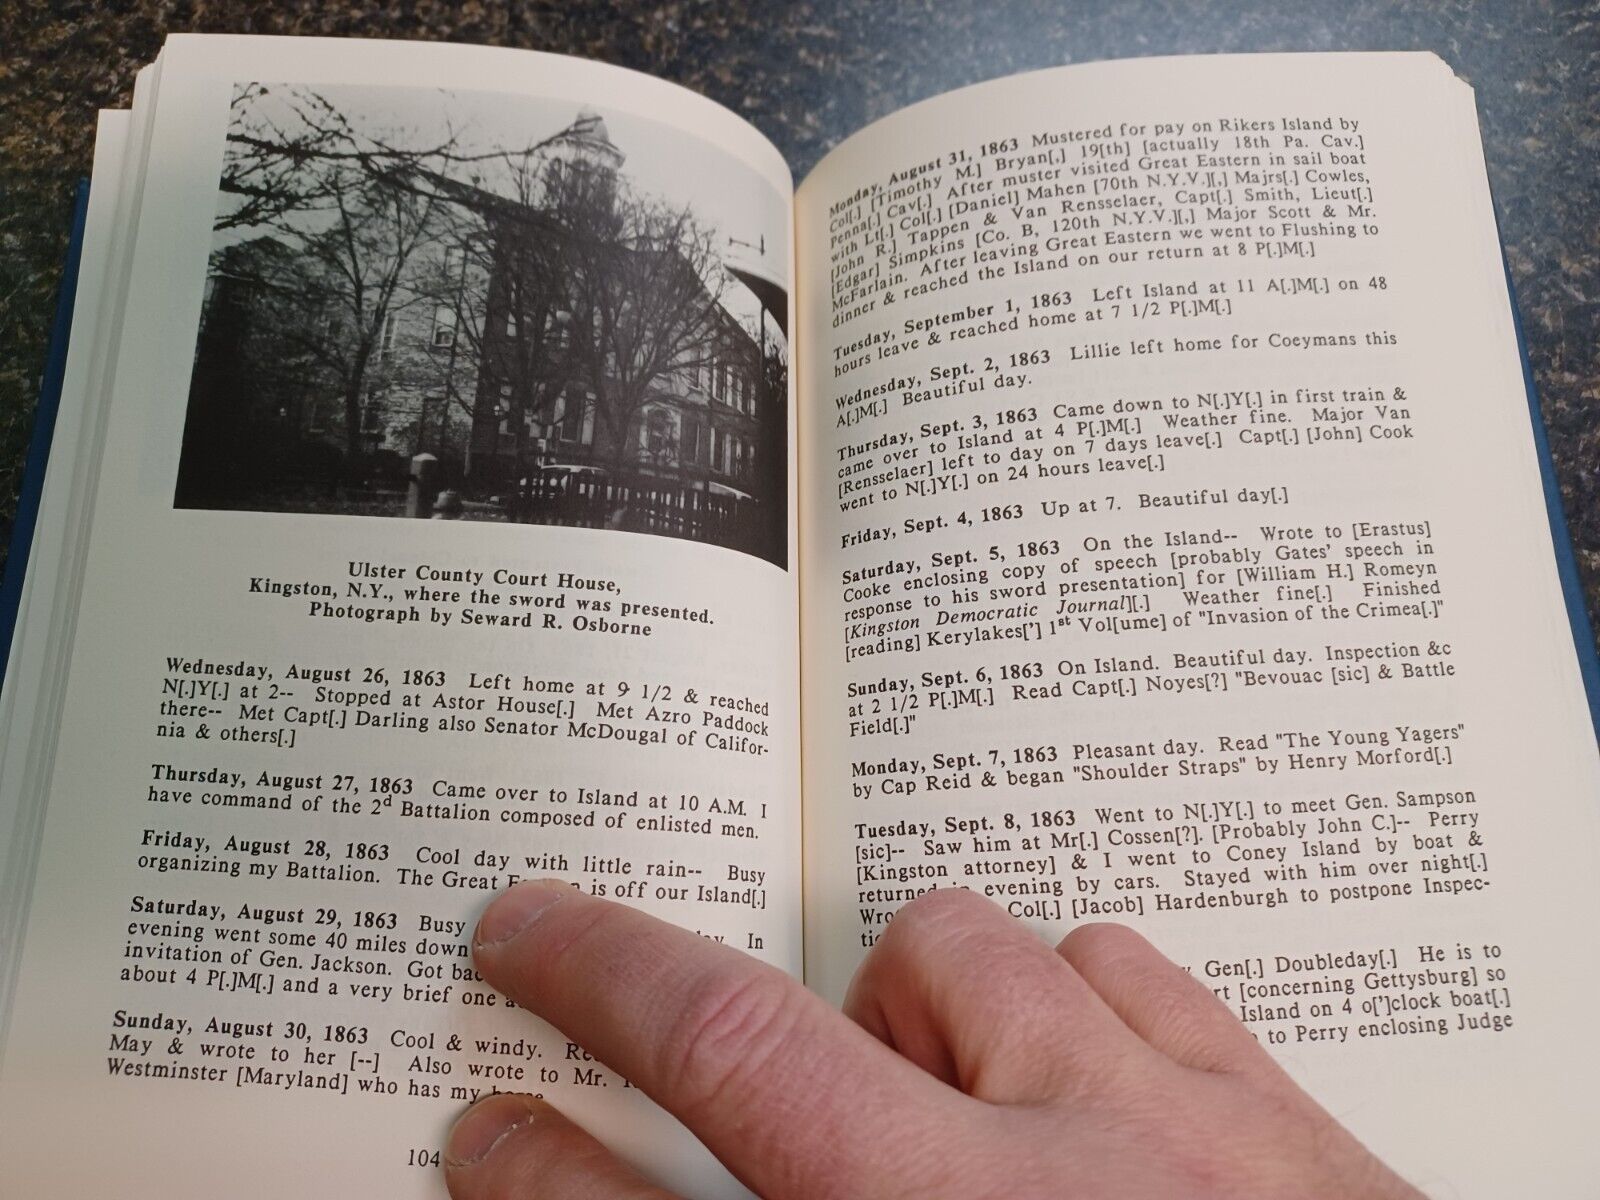 Ulster County Court House,
Kingston, N.Y., where the sword was presented.
Photograph by Seward R. Osborne
Wednesday, August 26, 1863 Left home at 9 1/2 & reached
N[.]Y[.] at 2-- Stopped at Astor House[.] Met Azro Paddock
there-- Met Capt[.] Darling also Senator McDougal of Califor-
nia & others[.]
Thursday, August 27, 1863 Came over to Island at 10 A.M. I
have command of the 2d Battalion composed of enlisted men.
Friday, August 28, 1863 Cool day with little rain-- Busy
organizing my Battalion. The Great is off our Island[.]
Saturday, August 29, 1863 Busy In
evening went some 40 miles down
invitation of Gen. Jackson. Got
about 4 P[.]M[.] and a very brief one
Sunday, August 30, 1863 Cool & windy.
May & wrote to her [--] Also wrote to Mr.
Westminster [Maryland] who has my
104
Monday, August 31, 1863 Mustered for pay on Rikers Island by
Col[.] [Timothy M.] Bryan[,] 19[th] [actually 18th Pa. Cav.]
Penna[.] Cav[.] After muster visited Great Eastern in sail boat
with Lt[.] Col[.] [Daniel] Mahen [70th N.Y.V.][,] Majrs[.] Cowles,
[John R.] Tappen & Van Rensselaer, Capt[.] Smith, Lieut[.]
[Edgar] Simpkins [Co. B, 120th N.Y.V.][,] Major Scott & Mr.
McFarlain. After leaving Great Eastern we went to Flushing to
dinner & reached the Island on our return at 8 P[.]M[.]
Tuesday, September 1, 1863 Left Island at 11 A[.]M[.] on 48
hours leave & reached home at 7 1/2 P[.]M[.]
Wednesday, Sept. 2, 1863 Lillie left home for Coeymans this
A[.]M[.] Beautiful day.
Thursday, Sept. 3, 1863 Came down to N[.]Y[.] in first train &
came over to Island at 4 P[.]M[.] Weather fine. Major Van
[Rensselaer] left to day on 7 days leave[.] Capt[.] [John] Cook
went to N[.]Y[.] on 24 hours leave[.]
Friday, Sept. 4, 1863 Up at 7. Beautiful day[.]
Saturday, Sept. 5, 1863 On the Island-- Wrote to [Erastus]
Cooke enclosing copy of speech [probably Gates' speech in
response to his sword presentation] for [William H.] Romeyn
[Kingston Democratic Journal][.] Weather fine[.] Finished
[reading] Kerylakes['] 1st Vol[ume] of "Invasion of the Crimea[.]"
Sunday, Sept. 6, 1863 On Island. Beautiful day. Inspection &c
at 2 1/2 P[.]M[.] Read Capt[.] Noyes[?] "Bevouac [sic] & Battle
Field[.]"
Monday, Sept. 7, 1863 Pleasant day. Read "The Young Yagers"
by Cap Reid & began "Shoulder Straps" by Henry Morford[.]
Tuesday, Sept. 8, 1863 Went to N[.]Y[.] to meet Gen. Sampson
[sic]-- Saw him at Mr[.] Cossen[?]. [Probably John C.]-- Perry
[Kingston attorney] & I went to Coney Island by boat &
returned in evening by cars. Stayed with him over night[.]
Col[.] [Jacob] Hardenburgh to postpone Inspec-
Gen[.] Doubleday[.] He is to
[concerning Gettysburg] so
Island on 4 o[']clock boat[.]
to Perry enclosing Judge